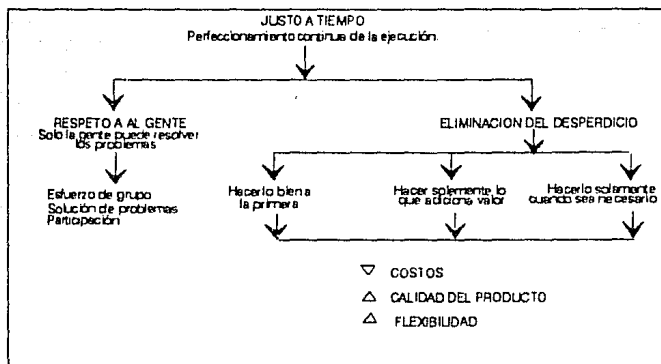 JUSTO A TIEMPO
Perfeccionamiento continua de la ejecución.
RESPETO A AL GENTE
Solo la gente puede resolver
los problemas
ELIMINACION DEL DESPERDICIO
Esfuerzo de grupo
Solución de problemas
Participación
Hacerlo bien a
la primera
Hacer solemente lo
que adiciona valor
Hacerlo solamente
cuando sea necesario
COSTOS
CALIDAD DEL PRODUCTO
FLEXIBILIDAD